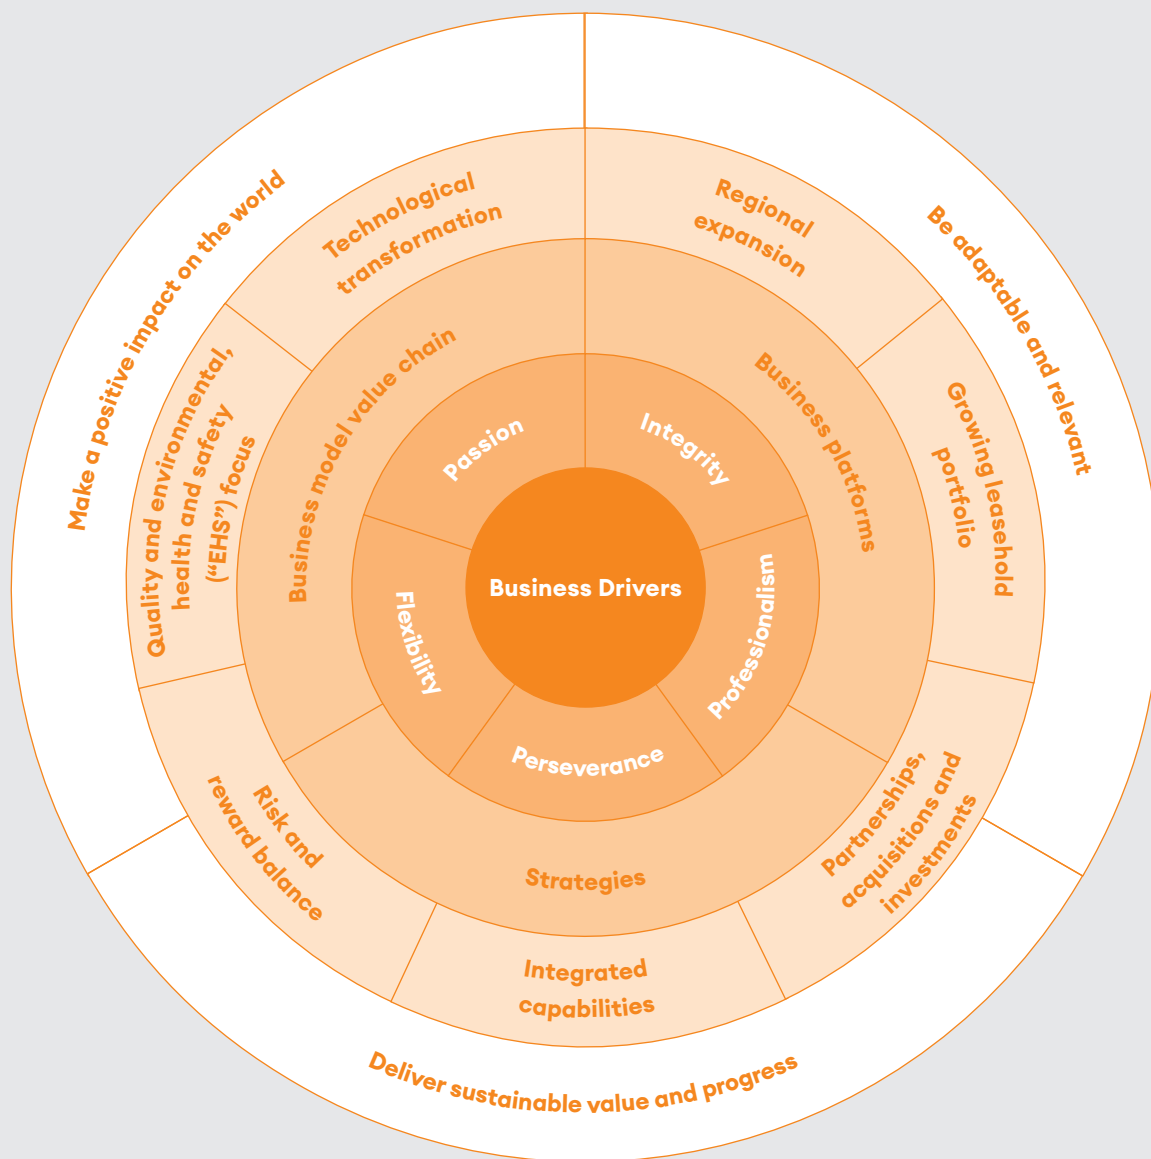 Business Drivers
Passion
Integrity
Professionalism
Perseverance
Flexibility
Business model value chain
Business platforms
Strategies
Technological
transformation
Regional
expansion
Growing leasehold
portfolio
Partnerships,
acquisitions and
investments
Integrated
capabilities
Risk and
reward balance
Quality and environmental,
health and safety
(“EHS”) focus
Make a positive impact on the world
Be adaptable and relevant
Deliver sustainable value and progress